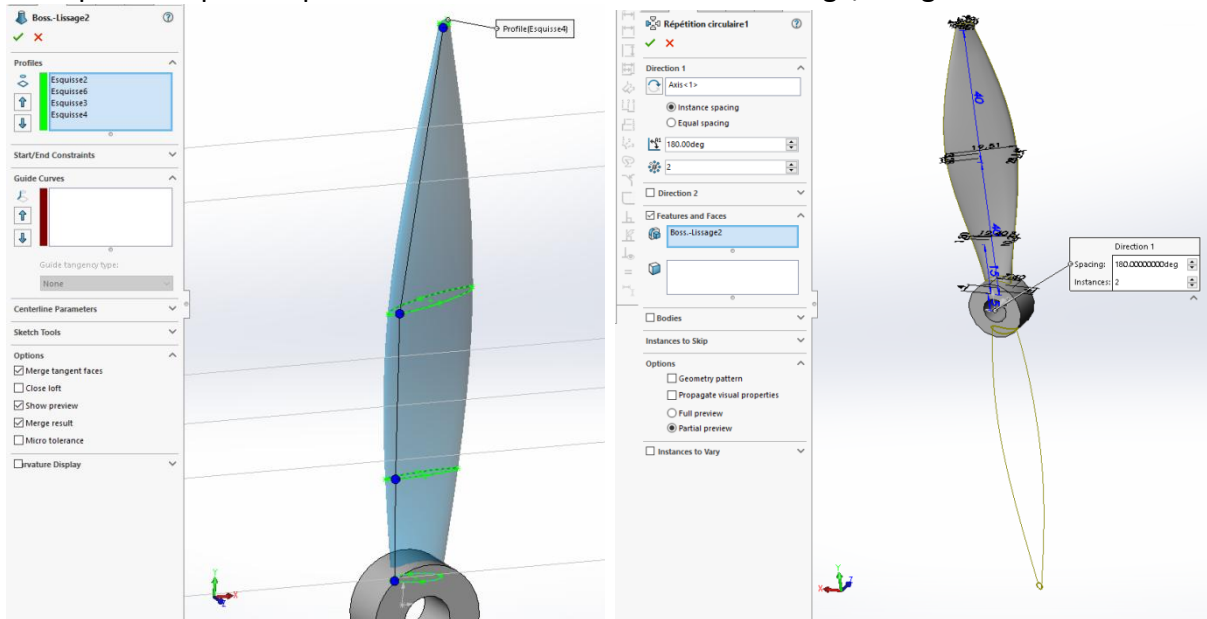 Boss.-Lissage2
Profiles
Esquisse2
Esquisse6
Esquisse3
Esquisse4
Start/End Constraints
Guide Curves
Guide tangency type:
None
Centerline Parameters
Sketch Tools
Options
Merge tangent faces
Close loft
Show preview
Merge result
Micro tolerance
rvature Display
Profile(Esquisse4)
Y
X
Z
Répétition circulaire1
Direction 1
Axis<1>
Instance spacing
Equal spacing
180.00deg
2
Direction 2
Features and Faces
Boss.-Lissage2
Bodies
Instances to Skip
Options
Geometry pattern
Propagate visual properties
Full preview
Partial preview
Instances to Vary
40
19,51
15
Direction 1
Spacing: 180.00000000deg
Instances: 2
Y
Z
X